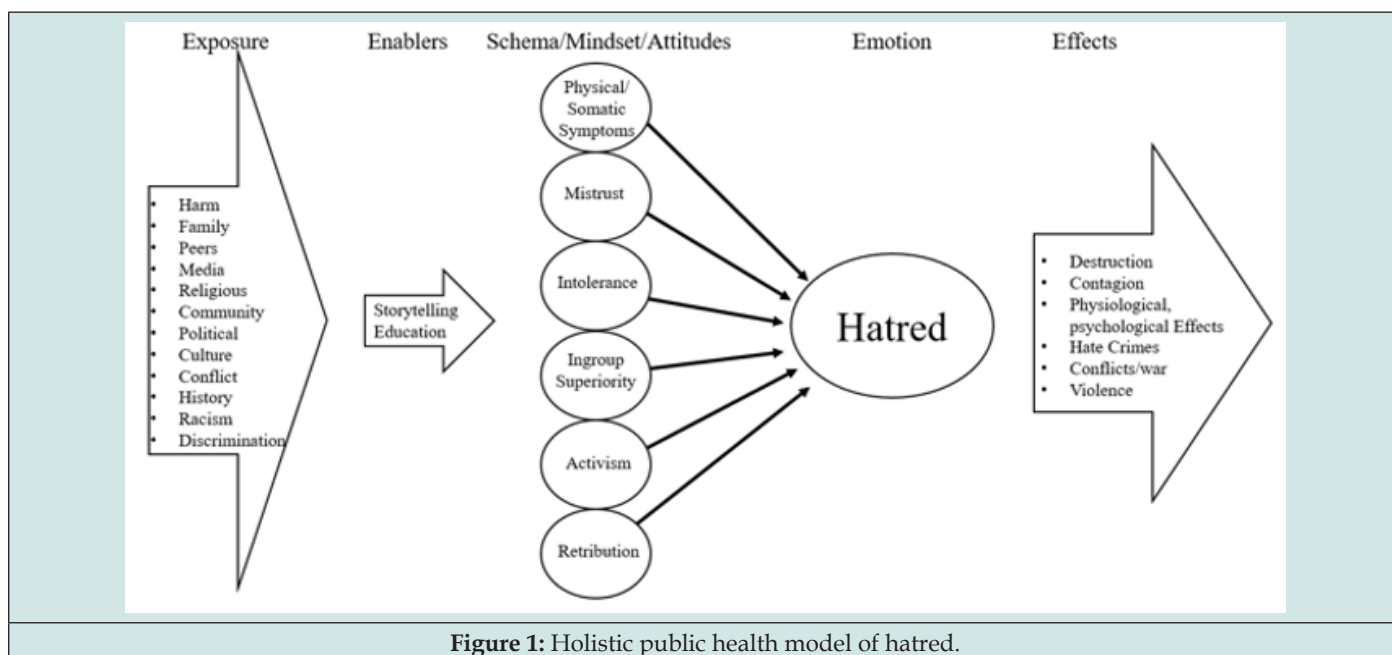 Exposure
Enablers
Schema/Mindset/Attitudes
Emotion
Effects
• Harm
• Family
• Peers
• Media
• Religious
• Community
• Political
• Culture
• Conflict
• History
• Racism
• Discrimination
Storytelling
Education
Physical/
Somatic
Symptoms
Mistrust
Intolerance
Ingroup
Superiority
Activism
Retribution
Hatred
• Destruction
• Contagion
• Physiological,
psychological Effects
• Hate Crimes
• Conflicts/war
• Violence
Figure 1: Holistic public health model of hatred.